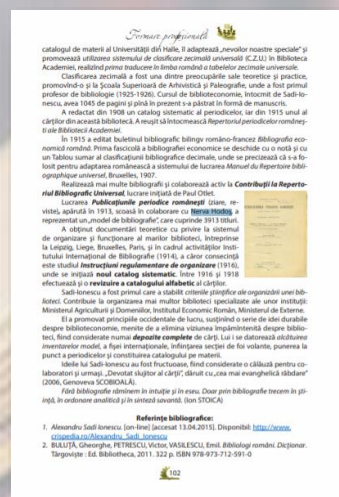 Formare profesională
catalogul de materii al Universității din Halle, îl adaptează „nevoilor noastre speciale" și
promovează utilizarea sistemului de clasificare zecimală (C.Z.U.) în Biblioteca
Academiei, realizînd prima traducere în limba română a tabelelor zecimale universale.
Clasificarea zecimală a fost una dintre preocupările sale teoretice și practice,
promovînd-o și la Școala Superioară de Arhivistică și Paleografie, unde a fost primul
profesor de bibliologie (1925-1926). Cursul de biblioteconomie, întocmit de Sadi-Io-
nescu, avea 1045 de pagini și pînă în prezent s-a păstrat în formă de manuscris.
A redactat din 1908 un catalog sistematic al periodicelor, iar din 1915 unul al
cărților din această bibliotecă. A reușit să întocmească Repertoriul periodicelor româneș-
ti ale Bibliotecii Academiei.
În 1915 a editat buletinul bibliografic bilingv româno-francez Bibliografia eco-
nomică română. Prima fascicolă a bibliografiei economice se deschide cu o notă și cu
un Tablou sumar al clasificațiunii bibliografice decimale, unde se precizează că s-a fo-
losit pentru adaptarea românească a sistemului de lucrarea Manuel du Repertoire bibli-
ographique universel, Bruxelles, 1907.
Realizează mai multe bibliografii și colaborează activ la Contribuții la Reperto-
riul Bibliografic Universal, lucrare inițiată de Paul Otlet.
Lucrarea Publicațiunile periodice românești (ziare, re-
viste), apărută în 1913, scoasă în colaborare cu Nerva Hodoș, a
reprezentat un „model de bibliografie", care cuprinde 3913 titluri.
A obținut documentări teoretice cu privire la sistemul
de organizare și funcționare al marilor biblioteci, întreprinse
la Leipzig, Liege, Bruxelles, Paris, și în cadrul activităților Insti-
tutului Internațional de Bibliografie (1914), a căror consecință
este studiul Instrucțiuni regulamentare de organizare (1916),
unde se inițiază noul catalog sistematic. Între 1916 și 1918
efectuează și o revizuire a catalogului alfabetic al cărților.
Sadi-Ionescu a fost primul care a stabilit criteriile științifice ale organizării unei bib-
lioteci. Contribuie la organizarea mai multor biblioteci specializate ale unor instituții:
Ministerul Agriculturii și Domeniilor, Institutul Economic Român, Ministerul de Externe.
El a promovat principiile occidentale de lucru, susținînd o serie de idei durabile
despre biblioteconomie, menite de a elimina viziunea împămîntenită despre biblio-
teci, fiind considerate numai depozite complete de cărți. Lui i se datorează alcătuirea
inventarelor model, a fișei internaționale, înființarea secției de foi volante, punerea la
punct a periodicelor și constituirea catalogului pe materii.
Ideile lui Sadi-Ionescu au fost fructuoase, fiind considerate o călăuză pentru co-
laboratori și urmași, „Devotat slujitor al cărții", dănuit cu „cea mai evanghelică răbdare"
(2006, Genoveva SCOBIOALĂ).
Fără bibliografie rămînem în intuiție și în eseu. Doar prin bibliografie trecem în ști-
ință, în ordonare analitică și în sinteză savantă. (Ion STOICA)
Referințe bibliografice:
1. Alexandru Sadi Ionescu. [on-line] [accesat 13.04.2015]. Disponibil: http://www.
crispedia.ro/Alexandru_Sadi_Ionescu
2. BULUȚĂ, Gheorghe, PETRESCU, Victor, VASILESCU, Emil. Bibliologi români. Dicționar.
Târgoviște : Ed. Bibliotheca, 2011. 322 p. ISBN 978-973-712-591-0
102